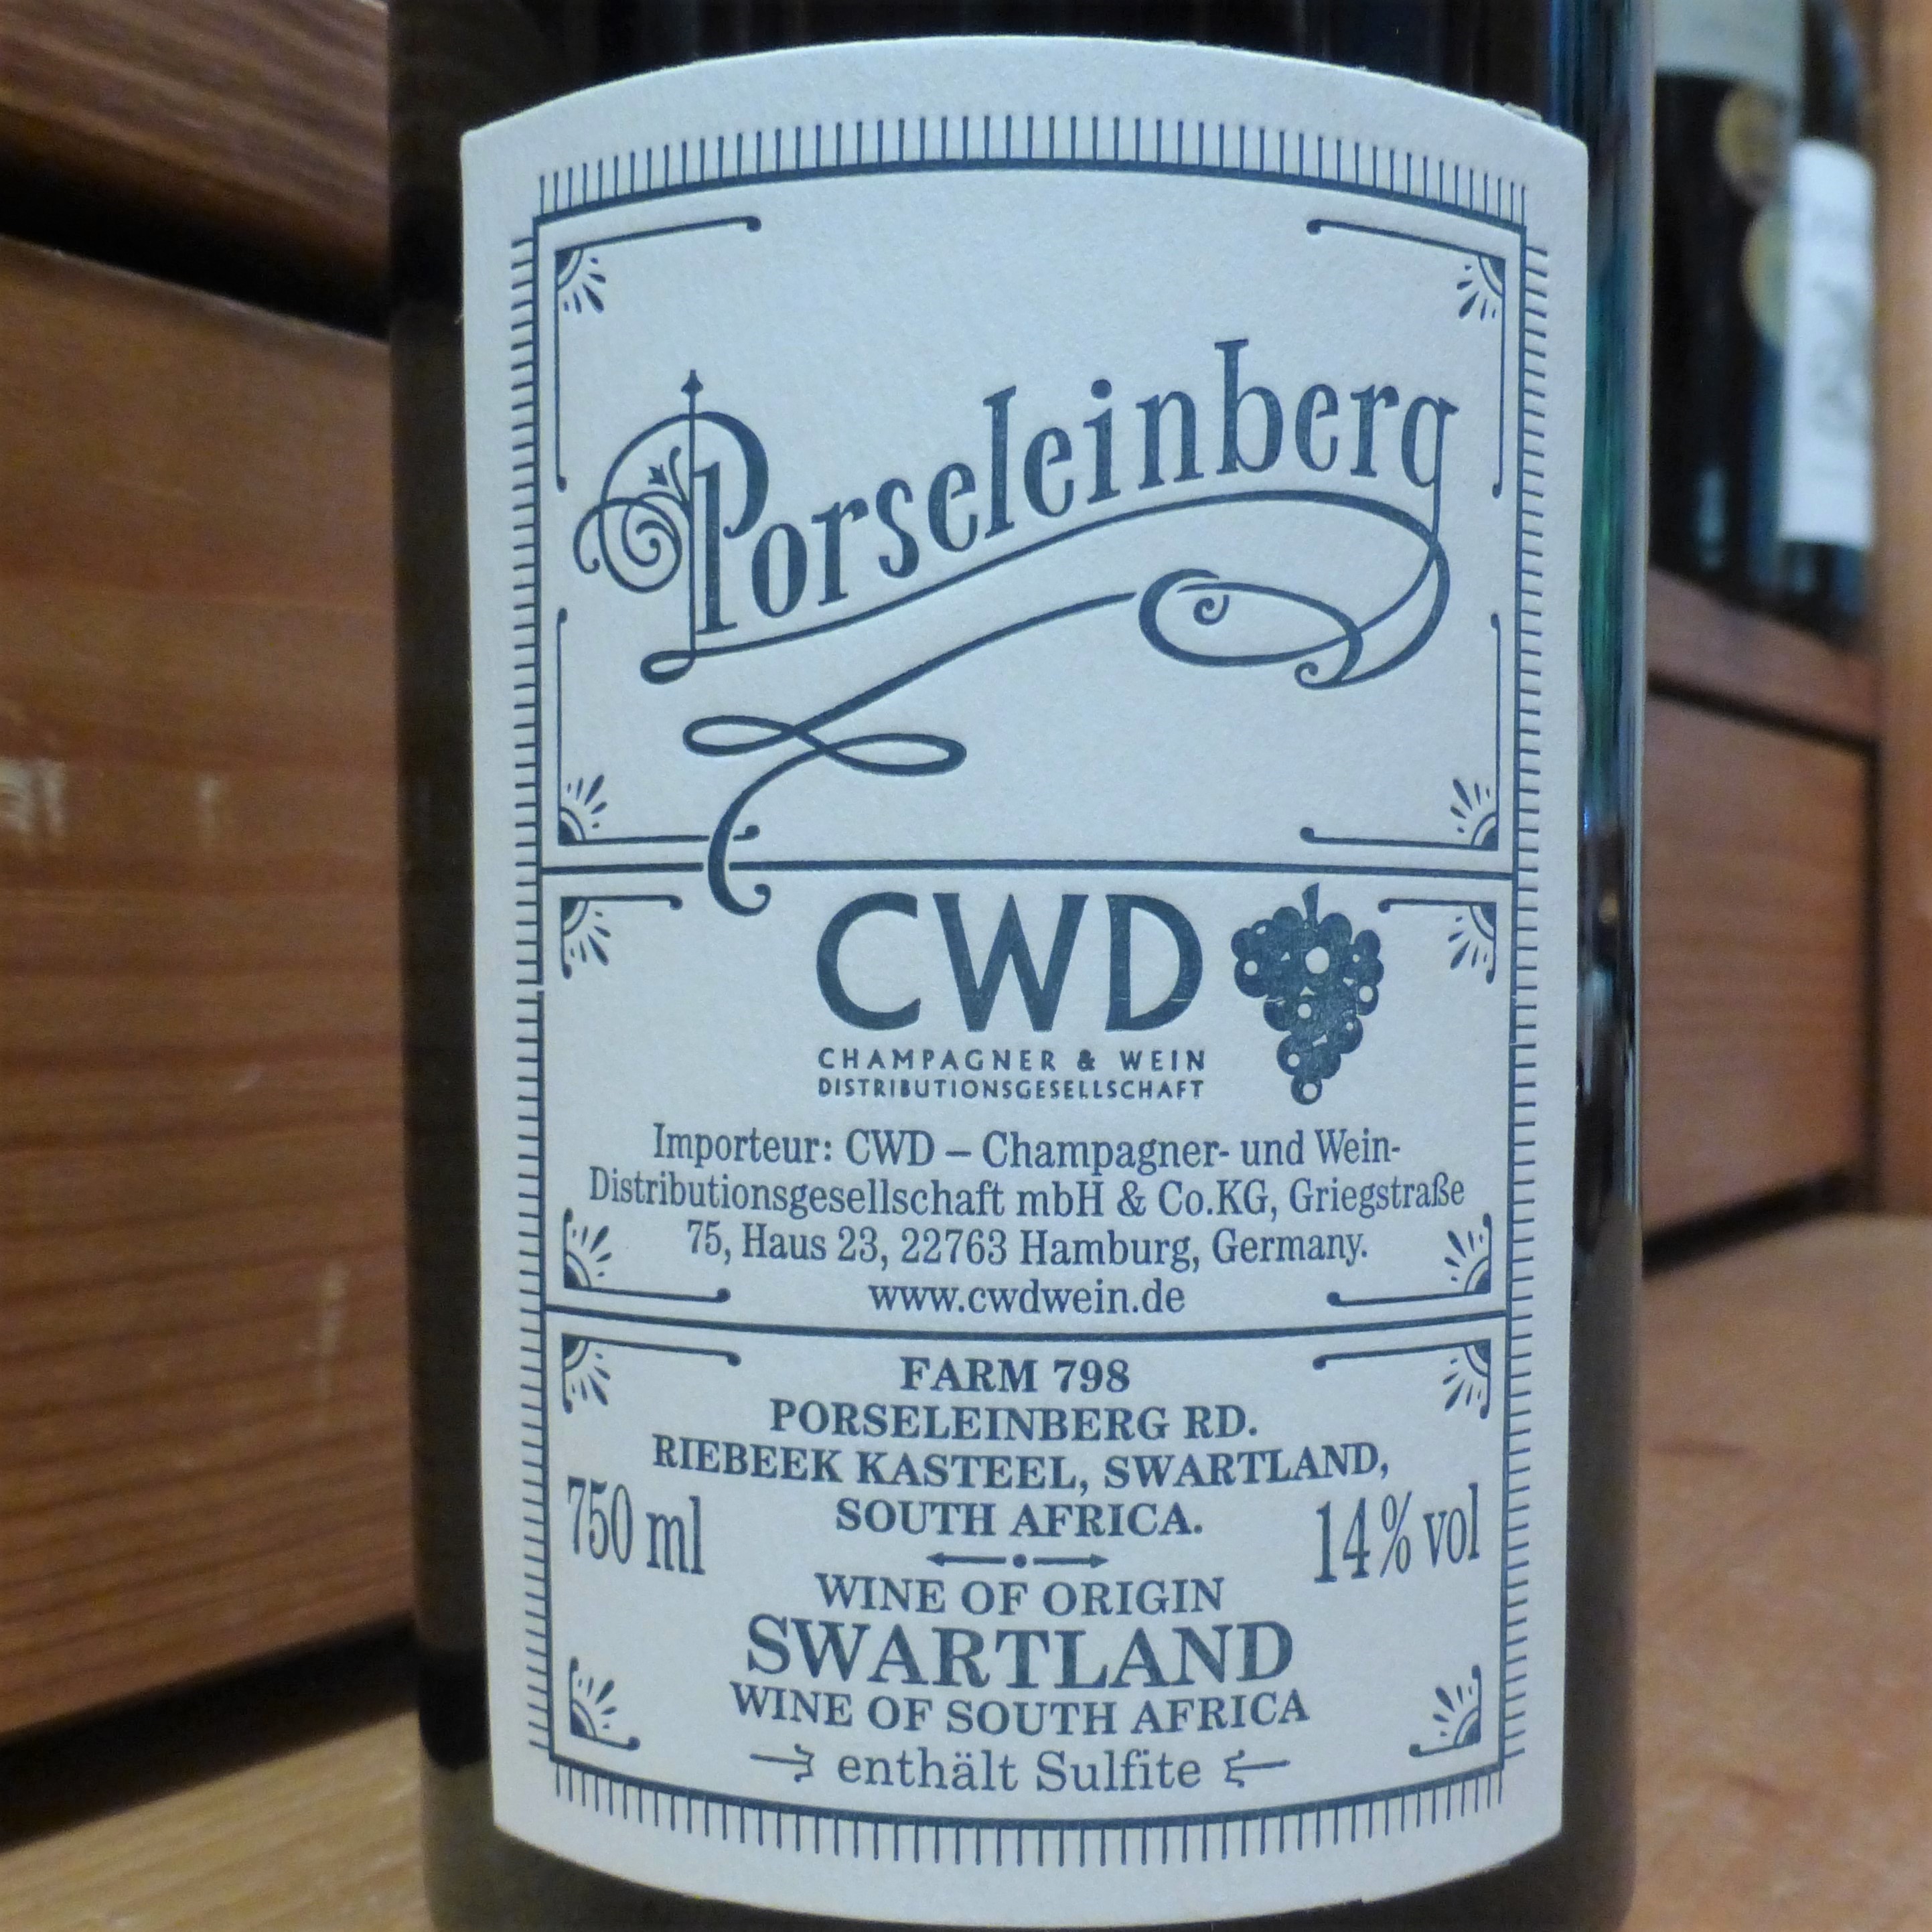 Porseleinberg
CWD
CHAMPAGNER & WEIN
DISTRIBUTIONSGESELLSCHAFT
Importeur: CWD – Champagner- und Wein-
Distributionsgesellschaft mbH & Co.KG, Griegstraße
75, Haus 23, 22763 Hamburg, Germany.
www.cwdwein.de
FARM 798
PORSELEINBERG RD.
RIEBEEK KASTEEL, SWARTLAND,
SOUTH AFRICA.
750 ml
14% vol
WINE OF ORIGIN
SWARTLAND
WINE OF SOUTH AFRICA
enthält Sulfite